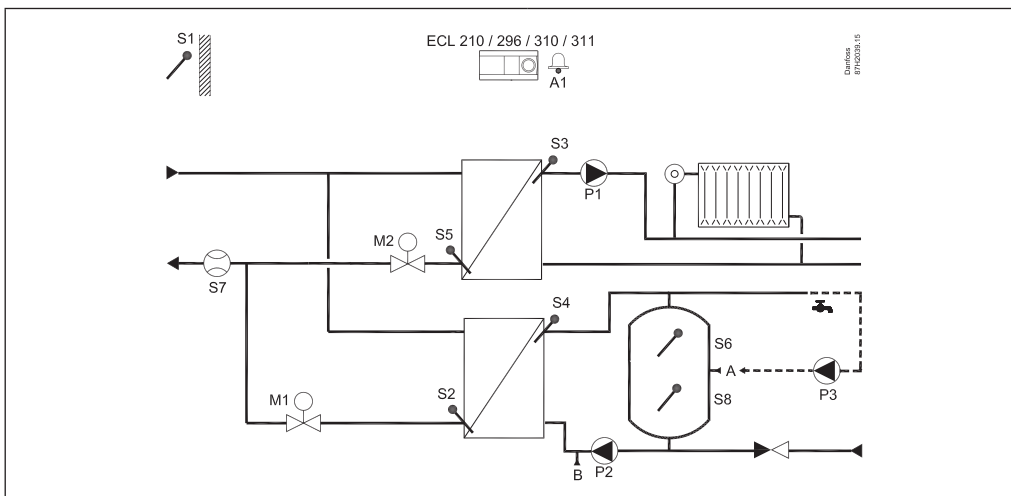 S1
ECL 210 / 296 / 310 / 311
A1
Danfoss
87H2039.15
S3
P1
M2
S5
S7
S4
S6
A
P3
S8
M1
S2
B
P2